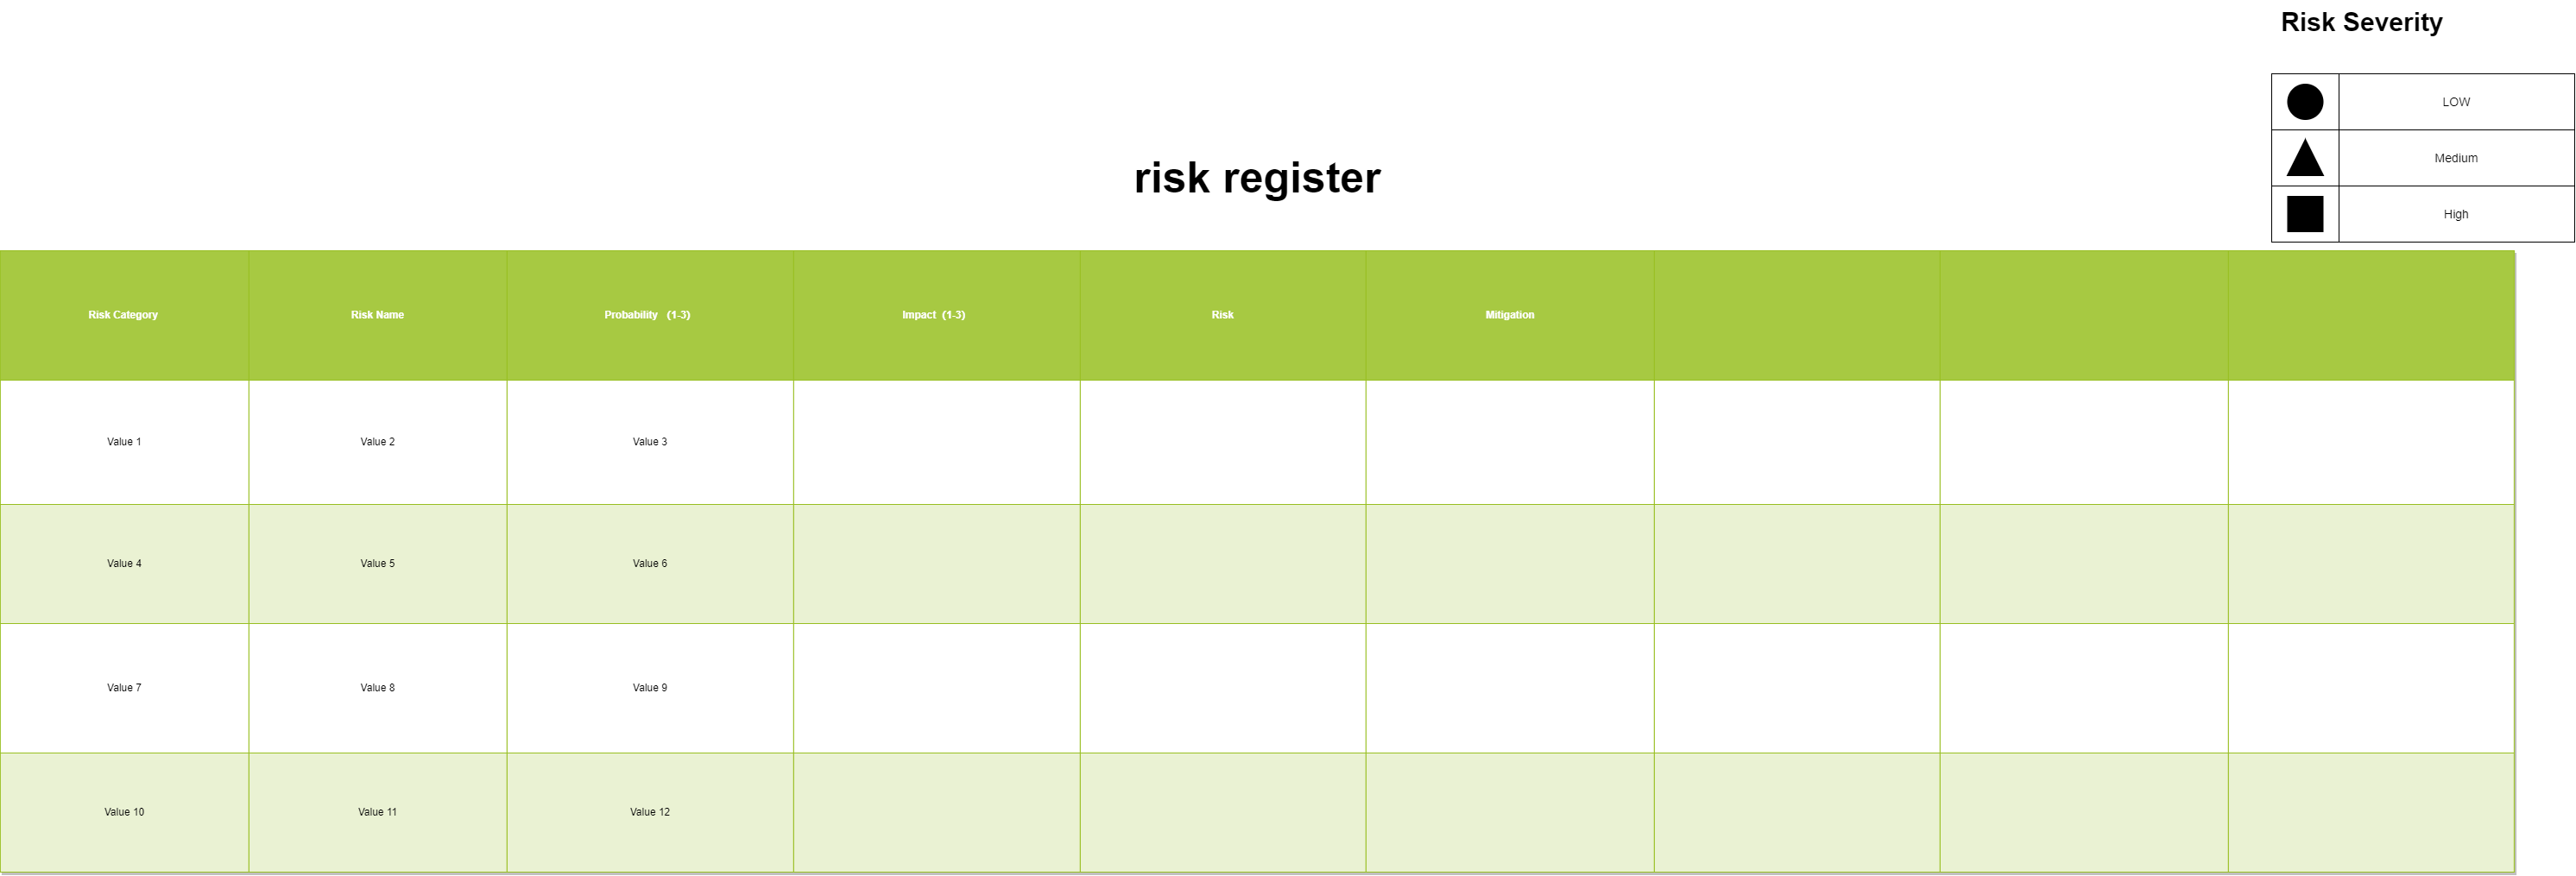 Risk Severity
LOW
Medium
High
risk register
Risk Category Risk Name Probability (1-3) Impact (1-3) Risk Mitigation
Value 1 Value 2 Value 3
Value 4 Value 5 Value 6
Value 7 Value 8 Value 9
Value 10 Value 11 Value 12